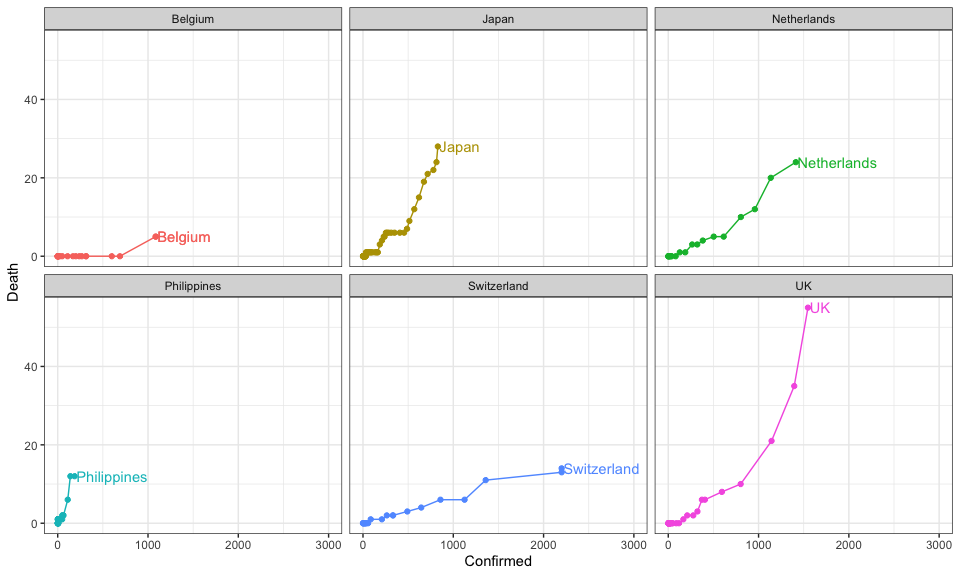 Belgium
Japan
Netherlands
40
20
0
Belgium
Japan
Netherlands
Death
Philippines
Switzerland
UK
40
20
0
Philippines
Switzerland
UK
0 1000 2000 3000
0 1000 2000 3000
0 1000 2000 3000
Confirmed